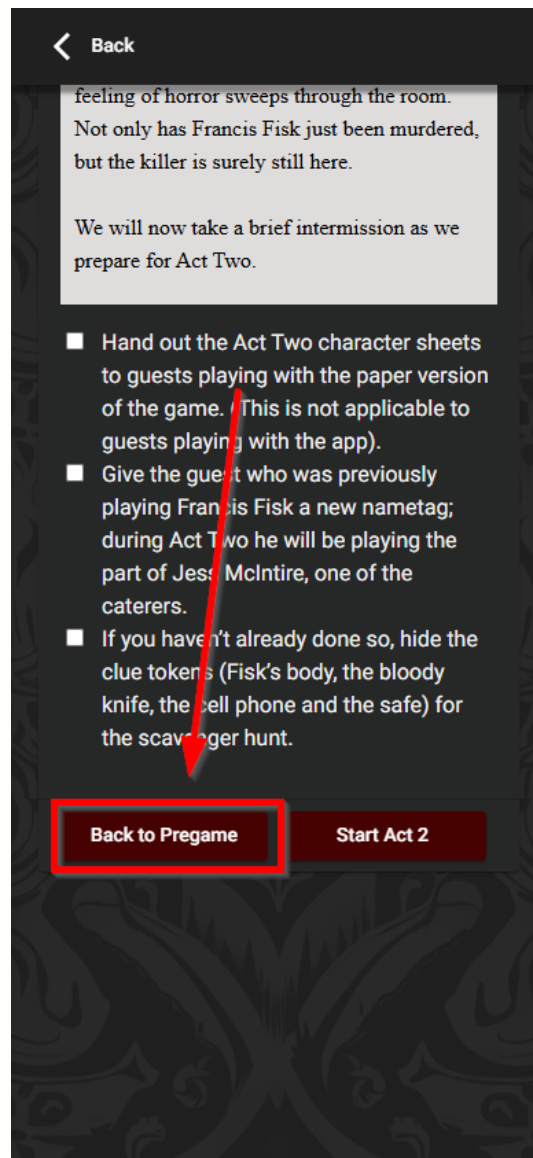 Back
feeling of horror sweeps through the room.
Not only has Francis Fisk just been murdered,
but the killer is surely still here.
We will now take a brief intermission as we
prepare for Act Two.
Hand out the Act Two character sheets
to guests playing with the paper version
of the game. (This is not applicable to
guests playing with the app).
Give the guest who was previously
playing Francis Fisk a new nametag;
during Act Two he will be playing the
part of Jess McIntire, one of the
caterers.
If you haven't already done so, hide the
clue tokens (Fisk's body, the bloody
knife, the cell phone and the safe) for
the scavenger hunt.
Back to Pregame
Start Act 2